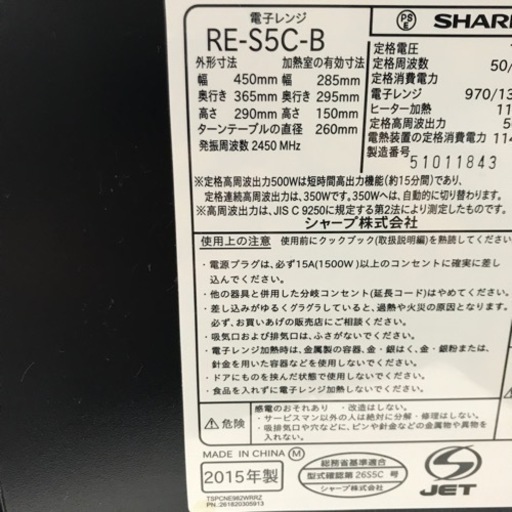 電子レンジ
RE-S5C-B
PS
E
SHARP
外形寸法 加熱室の有効寸法
幅 450mm 幅 285mm
奥行き 365mm 奥行き 295mm
高さ 290mm 高さ 150mm
ターンテーブルの直径 260mm
発振周波数 2450 MHz
定格電圧
定格周波数 50/
定格消費電力
電子レンジ 970/13
ヒーター加熱 11
定格高周波出力 5
電熱装置の定格消費電力 114
製造番号 51011843
※定格高周波出力500Wは短時間高出力機能(約15分間)であり、
定格連続高周波出力は、350Wです。350Wへは、自動的に切り替わります。
※高周波出力は、JIS C 9250に規定する第2法により測定したものです。
シャープ株式会社
使用上の注意 使用前にクックブック(取扱説明編)を熟読してください
・電源プラグは、必ず15A(1500W)以上のコンセントに確実に差し
込んでください。
・他の器具と併用した分岐コンセント(延長コード)はやめてください。
・差し込みがゆるくグラグラしていると、過熱や火災の原因となります。
必ず、お買いあげの販売店にご相談ください。
・吸気口および排気口は、ふさがないでください。
・電子レンジ加熱時は、金属製の容器、金・銀はく、金・銀粉または、
針金を用いた容器などを使用しないでください。
・ドアにものを挟んだ状態で使用しないでください。
・食品を入れずに電子レンジ加熱しないでください。
危険
感電のおそれあり ・改造はしない。
・サービスマン以外の人は絶対に分解・修理はしない。
・吸排気口や穴などに、ピンや針金などの金属物や異物を
MADE IN CHINA M
2015年製
総務省基準適合
型式確認第 26S5C 号
シャープ株式会社
S
JET
TSPCNE982WRRZ
PN.:261820305913